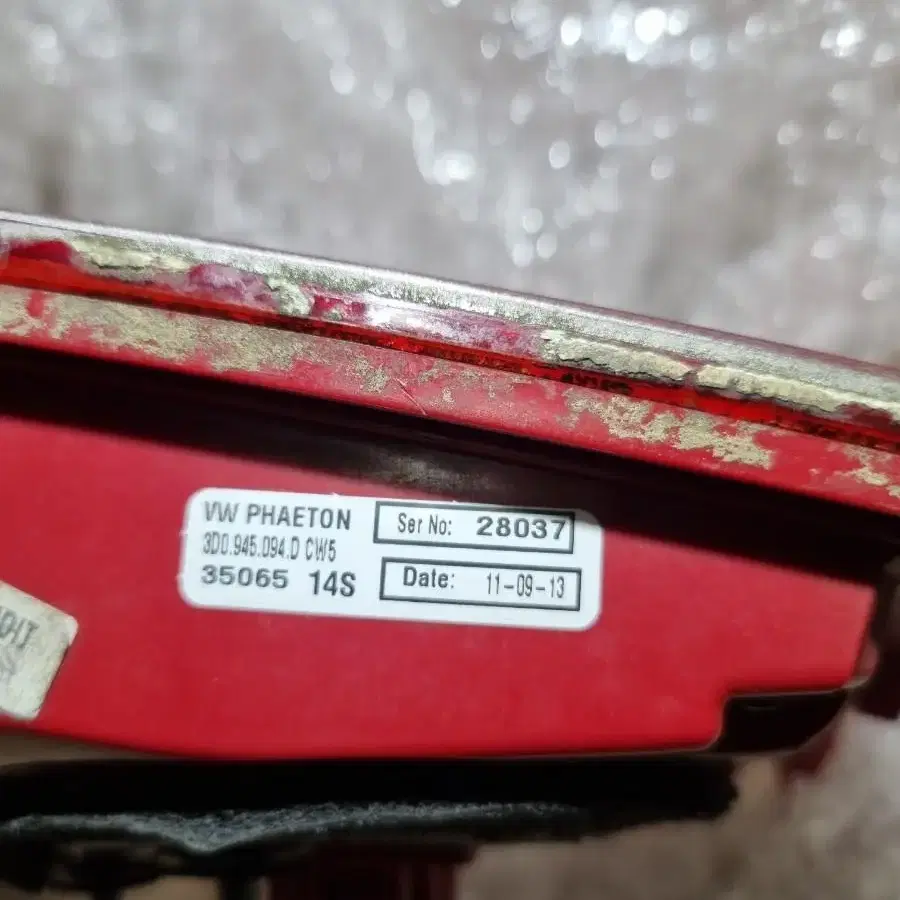 VW PHAETON
Ser No: 28037
3D0.945.094.D CW5
35065 14S
Date: 11-09-13